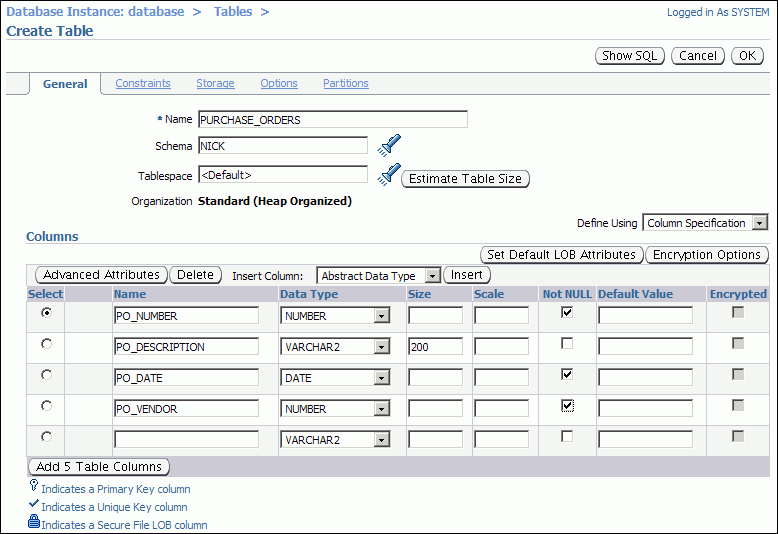 Database Instance: database > Tables > Logged in As SYSTEM
Create Table
Show SQL Cancel OK
General Constraints Storage Options Partitions
* Name PURCHASE_ORDERS
Schema NICK
Tablespace <Default> Estimate Table Size
Organization Standard (Heap Organized)
Define Using Column Specification
Columns
Set Default LOB Attributes Encryption Options
Advanced Attributes Delete Insert Column: Abstract Data Type Insert
Select Name Data Type Size Scale Not NULL Default Value Encrypted
PO_NUMBER NUMBER
PO_DESCRIPTION VARCHAR2 200
PO_DATE DATE
PO_VENDOR NUMBER
VARCHAR2
Add 5 Table Columns
Indicates a Primary Key column
Indicates a Unique Key column
Indicates a Secure File LOB column